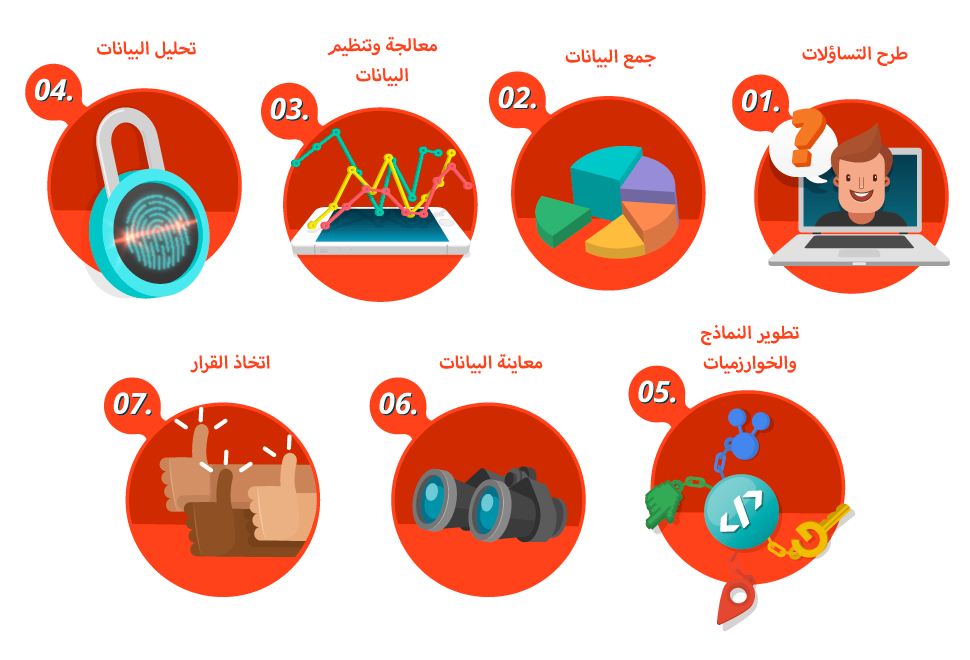 01.
طرح التساؤلات
02.
جمع البيانات
03.
معالجة وتنظيم
البيانات
04.
تحليل البيانات
05.
تطوير النماذج
والخوارزميات
06.
معاينة البيانات
07.
اتخاذ القرار